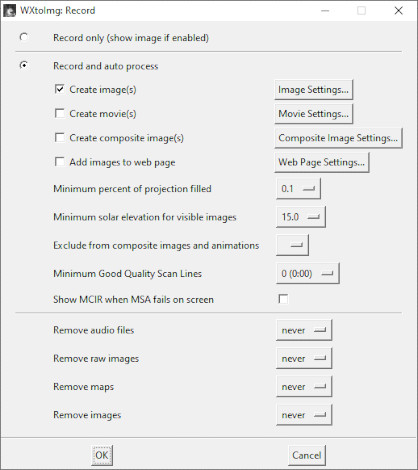 WXtoImg: Record
Record only (show image if enabled)
Record and auto process
Create image(s) Image Settings...
Create movie(s) Movie Settings...
Create composite image(s) Composite Image Settings...
Add images to web page Web Page Settings...
Minimum percent of projection filled 0.1
Minimum solar elevation for visible images 15.0
Exclude from composite images and animations
Minimum Good Quality Scan Lines 0 (0:00)
Show MCIR when MSA fails on screen
Remove audio files never
Remove raw images never
Remove maps never
Remove images never
OK Cancel